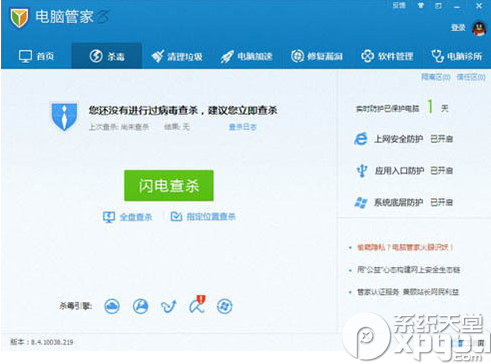 反馈
电脑管家
登录
首页 杀毒 清理垃圾 电脑加速 修复漏洞 软件管理 电脑诊所
隔离区(0) 信任区(0)
您还没有进行过病毒查杀，建议您立即查杀
上次查杀: 尚未查杀 结果: 无 查杀日志
实时防护已保护电脑 1 天
上网安全防护 已开启
应用入口防护 已开启
系统底层防护 已开启
闪电查杀
全盘查杀 指定位置查杀
偷窥隐私？电脑管家火眼识妖！
用“公益”心态构建网上安全生态链
管家认证服务 兼顾站长网民利益
杀毒引擎:
版本: 8.4.10038.219
系统天堂